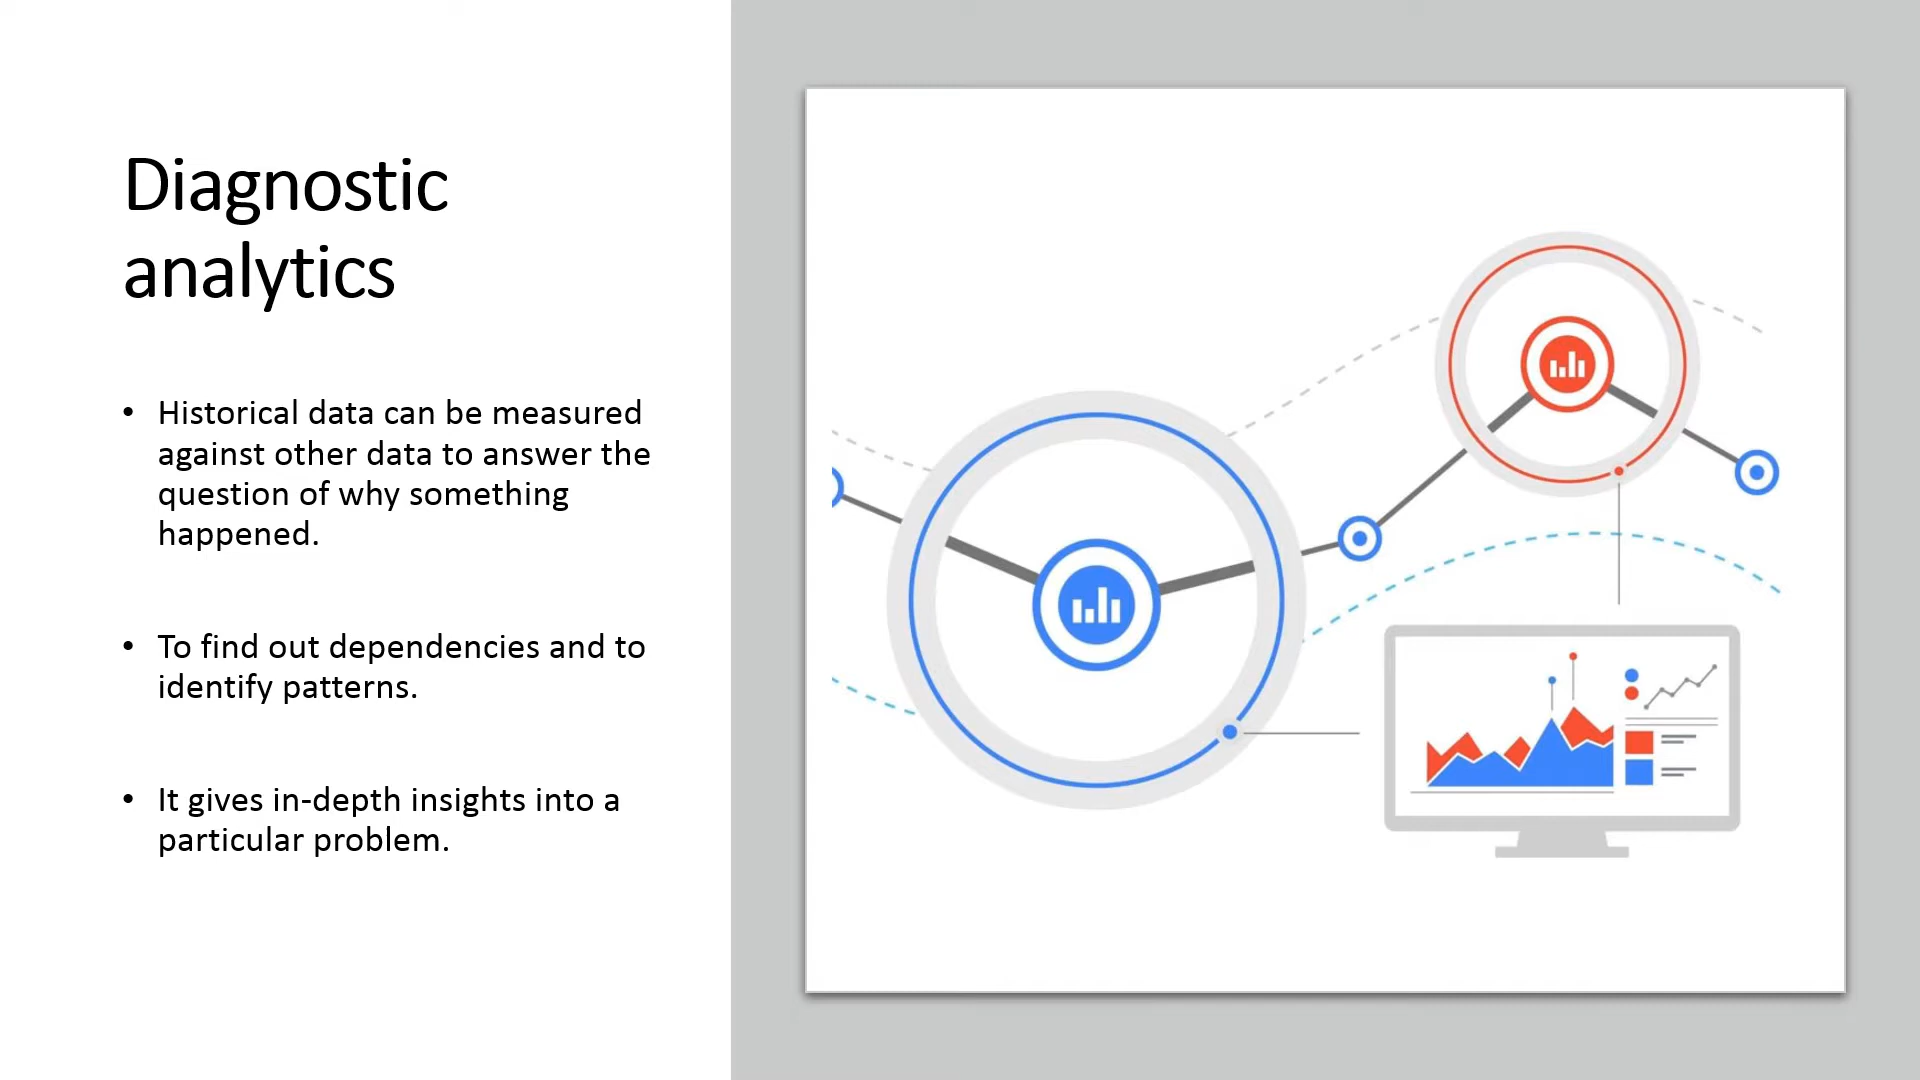 Diagnostic
analytics
• Historical data can be measured
against other data to answer the
question of why something
happened.
• To find out dependencies and to
identify patterns.
• It gives in-depth insights into a
particular problem.